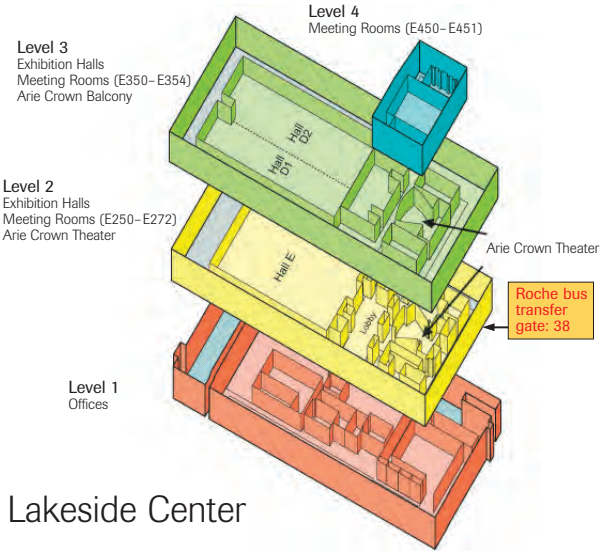 Level 4
Meeting Rooms (E450–E451)
Level 3
Exhibition Halls
Meeting Rooms (E350–E354)
Arie Crown Balcony
Hall
D2
Hall
D1
Level 2
Exhibition Halls
Meeting Rooms (E250–E272)
Arie Crown Theater
Arie Crown Theater
Hall E
Lobby
Roche bus
transfer
gate: 38
Level 1
Offices
Lakeside Center